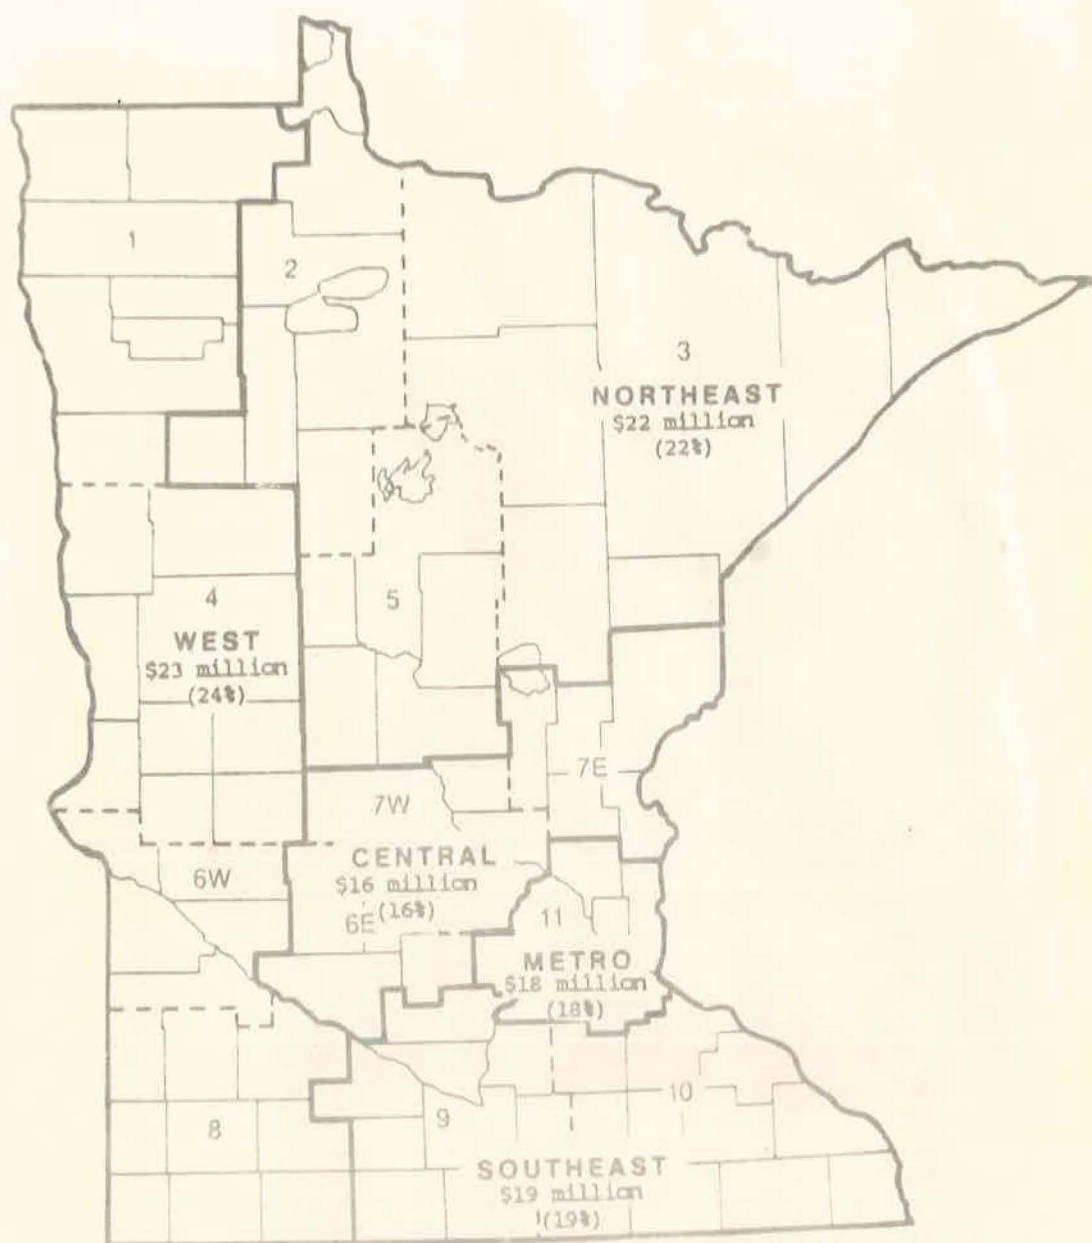 1
2
3
NORTHEAST
$22 million
(22%)
4
WEST
$23 million
(24%)
5
7E
7W
CENTRAL
$16 million
(16%)
6W
6E
11
METRO
$18 million
(18%)
10
9
8
SOUTHEAST
$19 million
(19%)